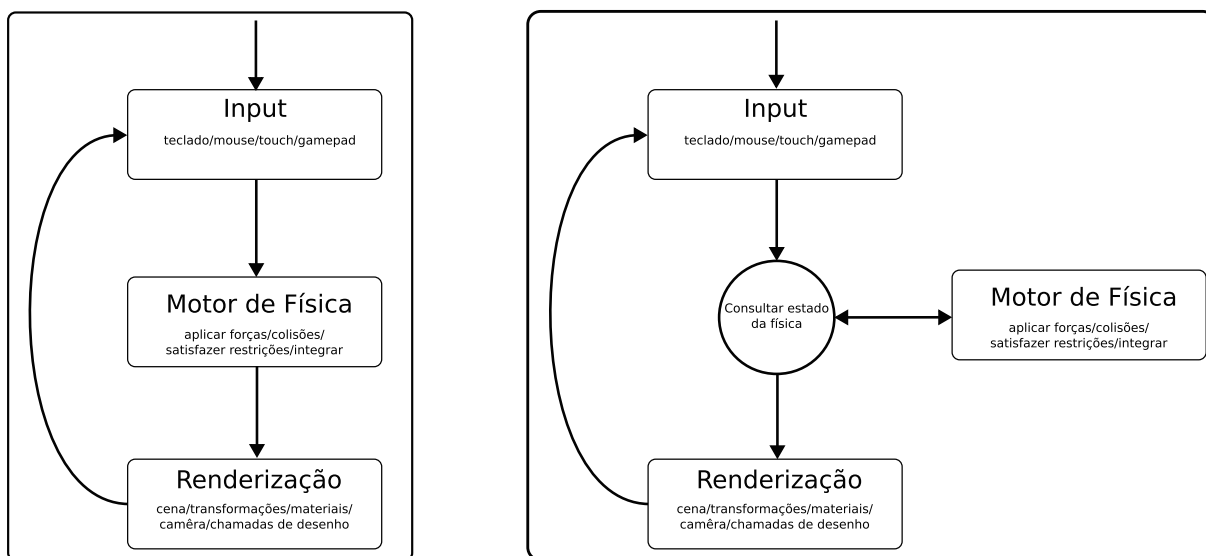 Input
teclado/mouse/touch/gamepad
Motor de Física
aplicar forças/colisões/
satisfazer restrições/integrar
Renderização
cena/transformações/materiais/
camêra/chamadas de desenho
Input
teclado/mouse/touch/gamepad
Consultar estado
da física
Motor de Física
aplicar forças/colisões/
satisfazer restrições/integrar
Renderização
cena/transformações/materiais/
camêra/chamadas de desenho